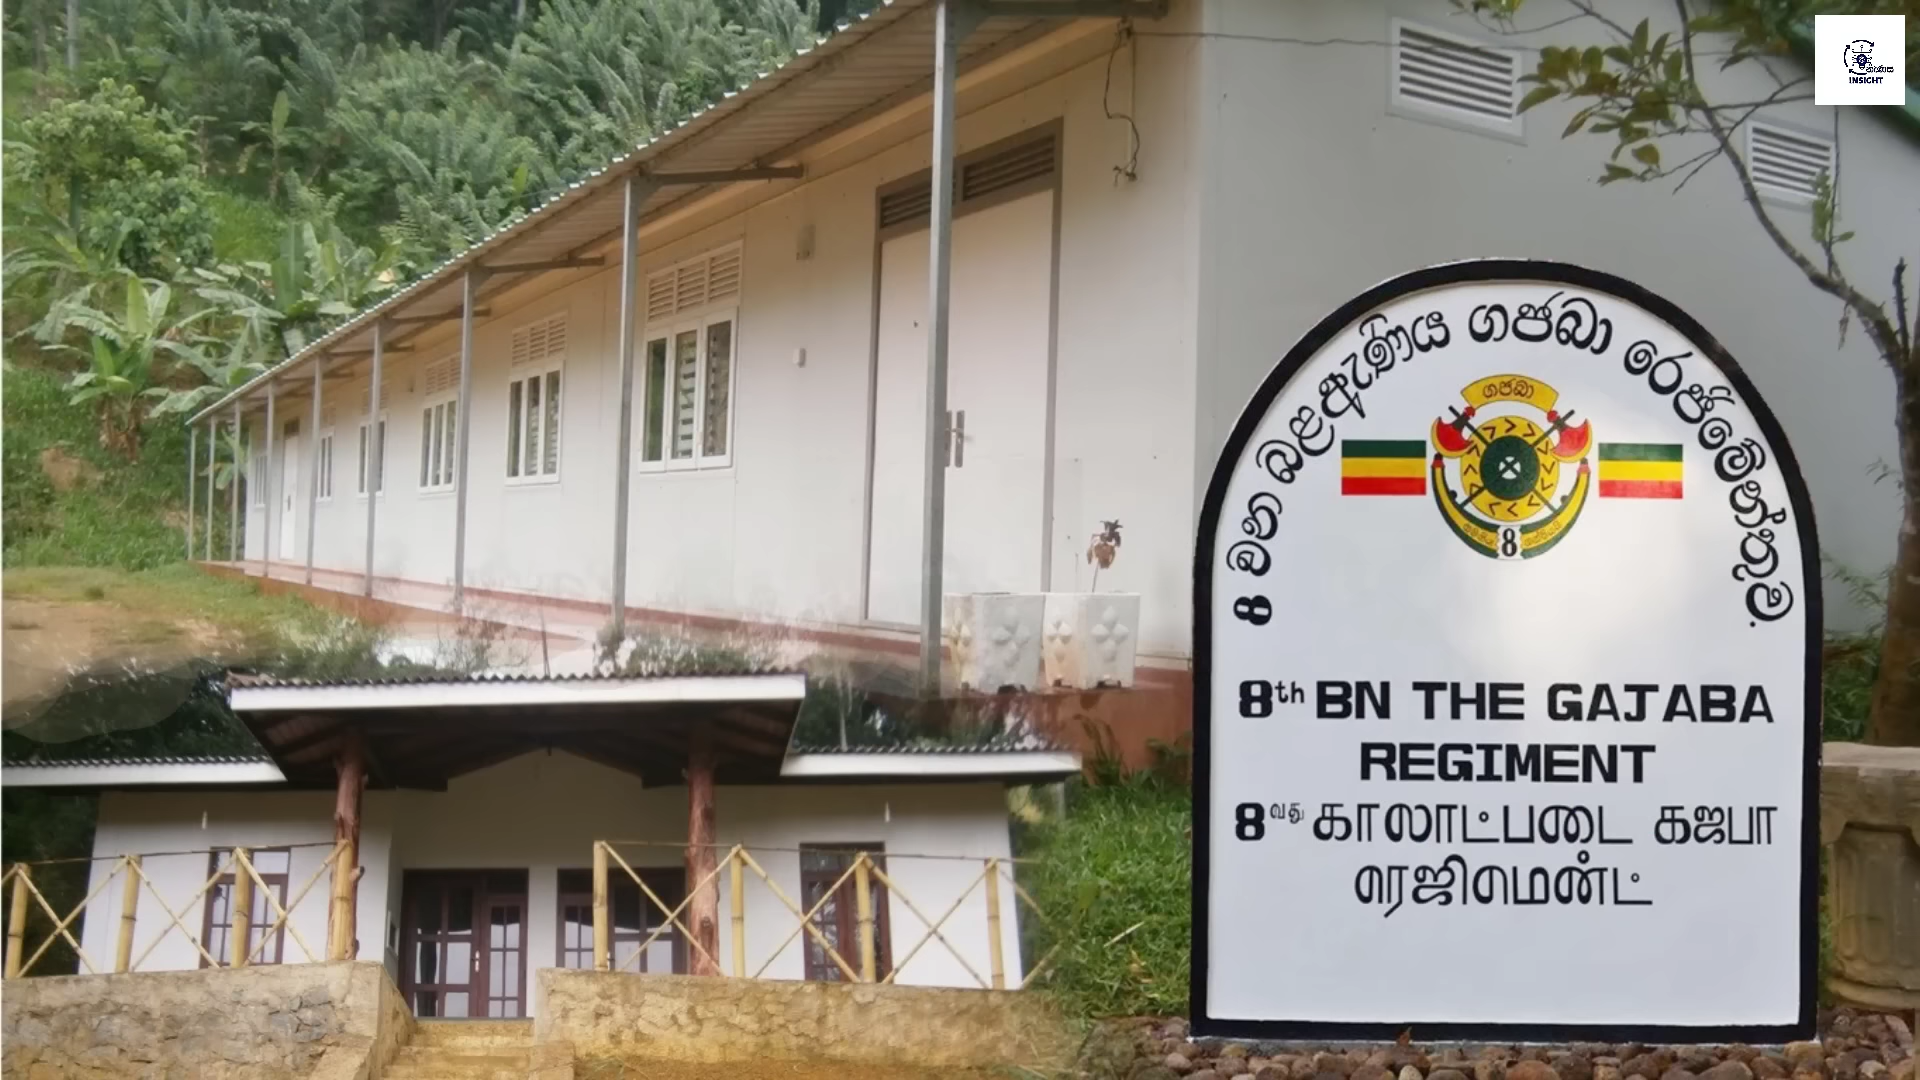 INSIGHT
8 වන බළඇණිය ගජබා රෙජිමේන්තුව.
ගජබා
8
8th BN THE GAJABA
REGIMENT
8வது காலாட்படை கஜபா
ரெஜிமென்ட்